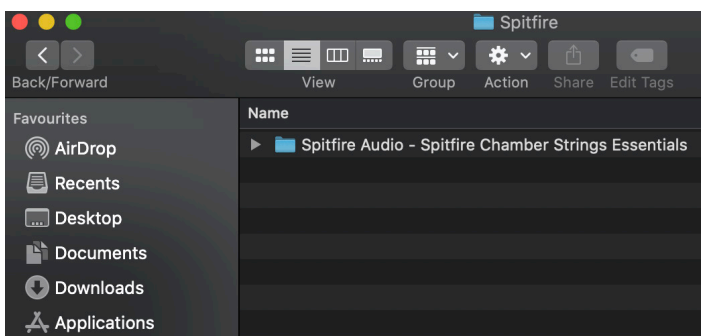 Spitfire
Back/Forward
View
Group
Action
Share
Edit Tags
Favourites
AirDrop
Recents
Desktop
Documents
Downloads
Applications
Name
Spitfire Audio - Spitfire Chamber Strings Essentials